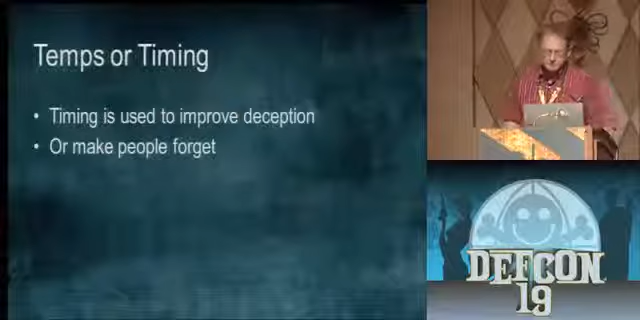 Temps or Timing
• Timing is used to improve deception
• Or make people forget
DEFCON
19